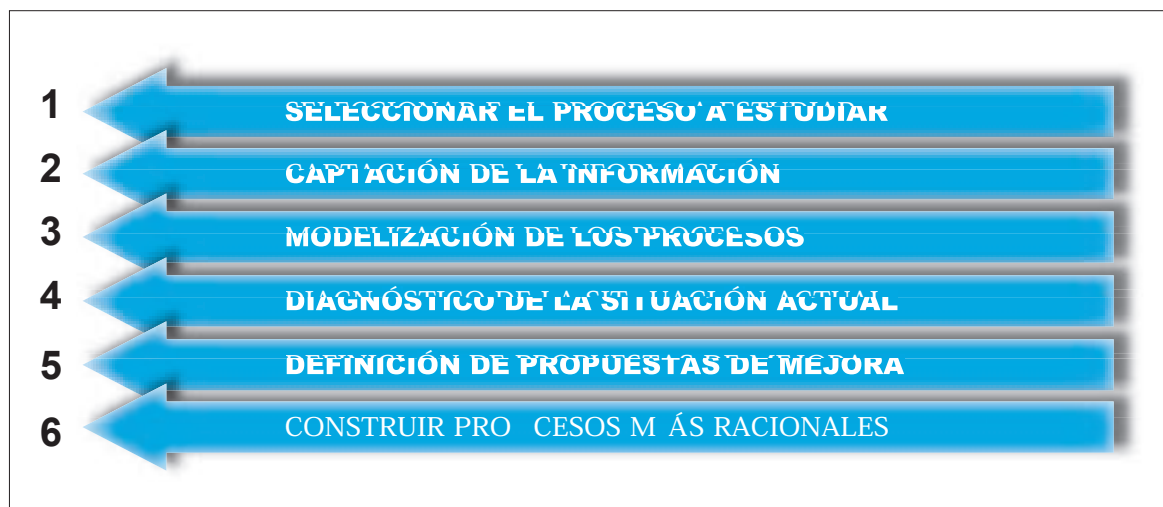 1 SELECCIONAR EL PROCESO A ESTUDIAR
2 CAPTACIÓN DE LA INFORMACIÓN
3 MODELIZACIÓN DE LOS PROCESOS
4 DIAGNÓSTICO DE LA SITUACIÓN ACTUAL
5 DEFINICIÓN DE PROPUESTAS DE MEJORA
6 CONSTRUIR PRO CESOS M ÁS RACIONALES